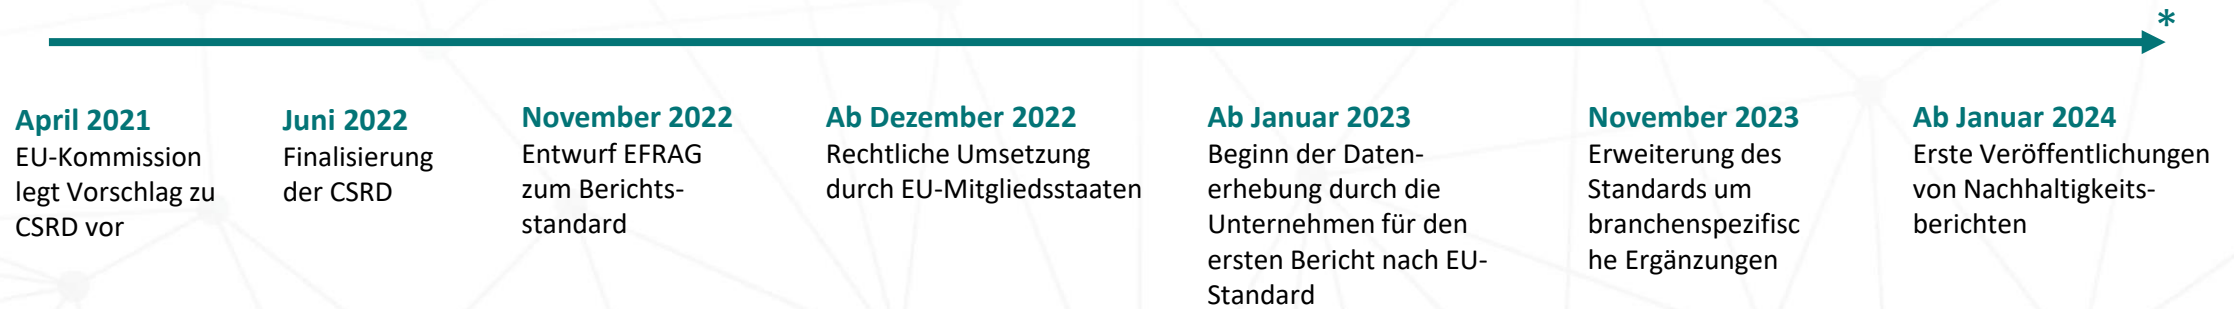 *
April 2021
EU-Kommission
legt Vorschlag zu
CSRD vor
Juni 2022
Finalisierung
der CSRD
November 2022
Entwurf EFRAG
zum Berichts-
standard
Ab Dezember 2022
Rechtliche Umsetzung
durch EU-Mitgliedsstaaten
Ab Januar 2023
Beginn der Daten-
erhebung durch die
Unternehmen für den
ersten Bericht nach EU-
Standard
November 2023
Erweiterung des
Standards um
branchenspezifisc
he Ergänzungen
Ab Januar 2024
Erste Veröffentlichungen
von Nachhaltigkeits-
berichten